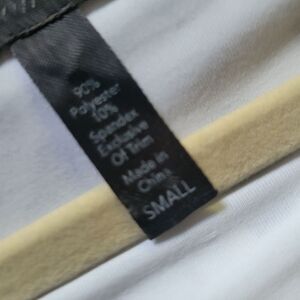 90%
Polyester
10%
Spandex
Exclusive
Of Trim
Made in
China
SMALL